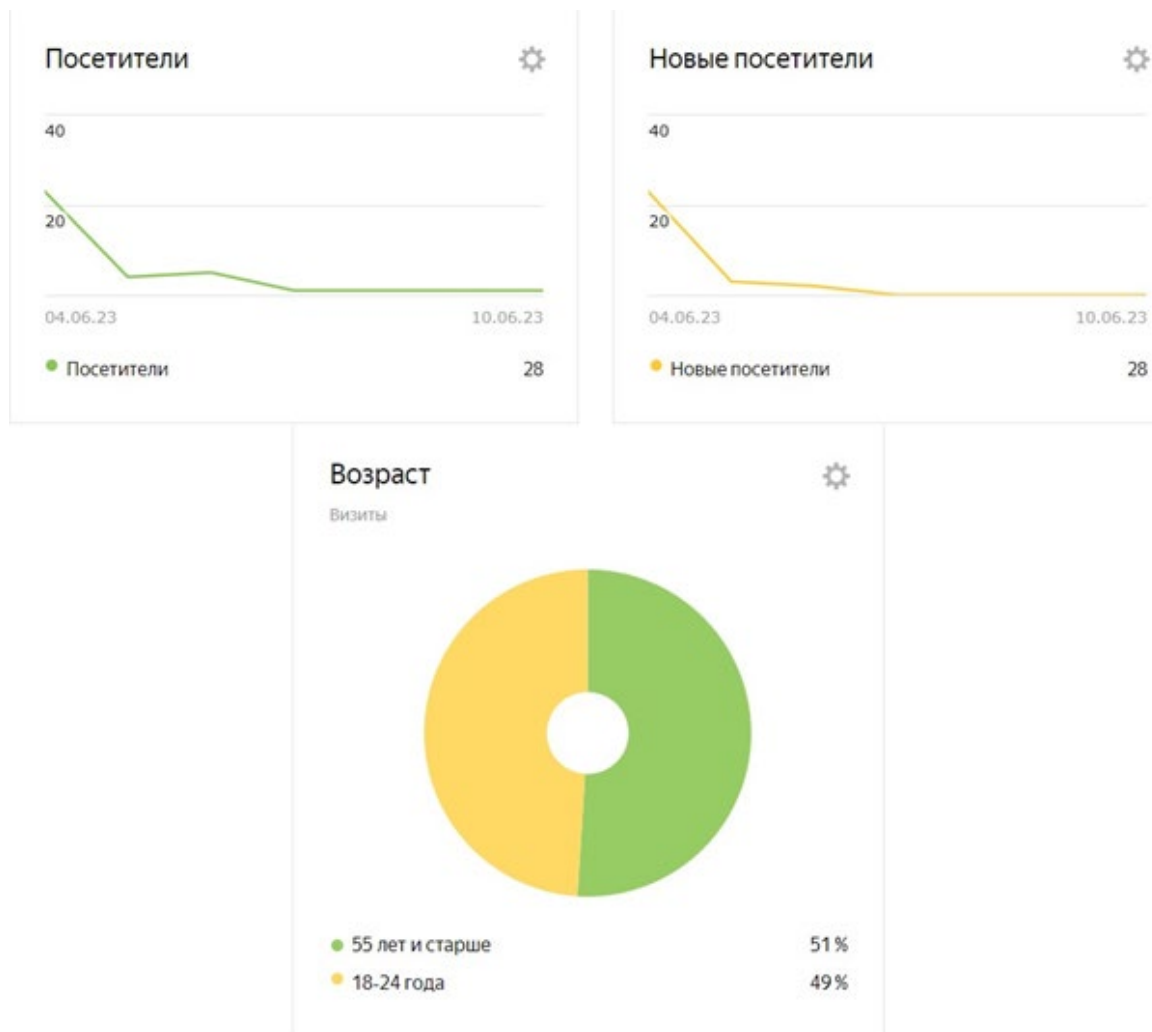 Посетители
40
20
04.06.23 10.06.23
Посетители 28
Новые посетители
40
20
04.06.23 10.06.23
Новые посетители 28
Возраст
Визиты
55 лет и старше 51%
18-24 года 49%